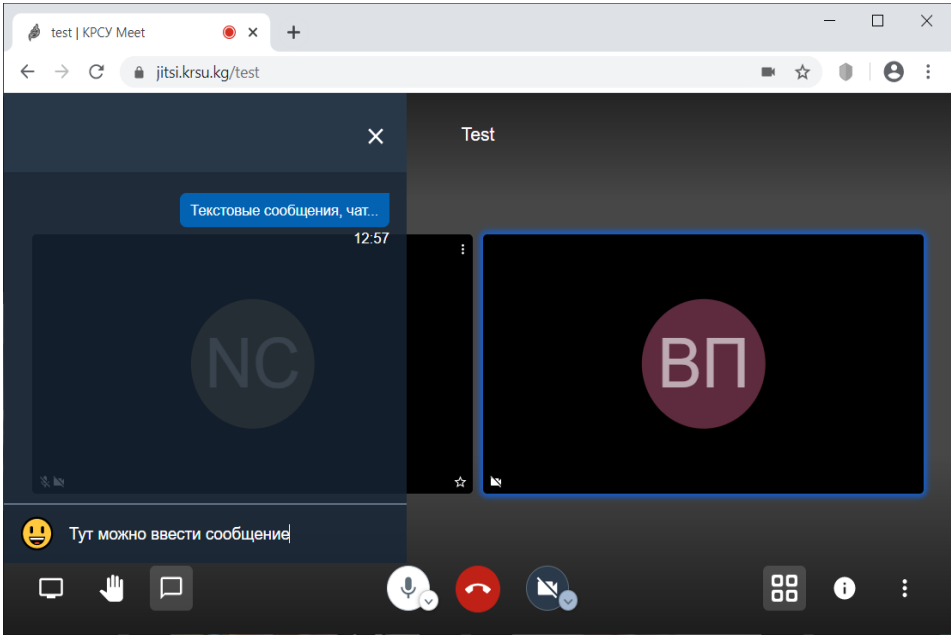 test | КРСУ Meet
jitsi.krsu.kg/test
Test
Текстовые сообщения, чат...
12:57
NC
ВП
Тут можно ввести сообщение